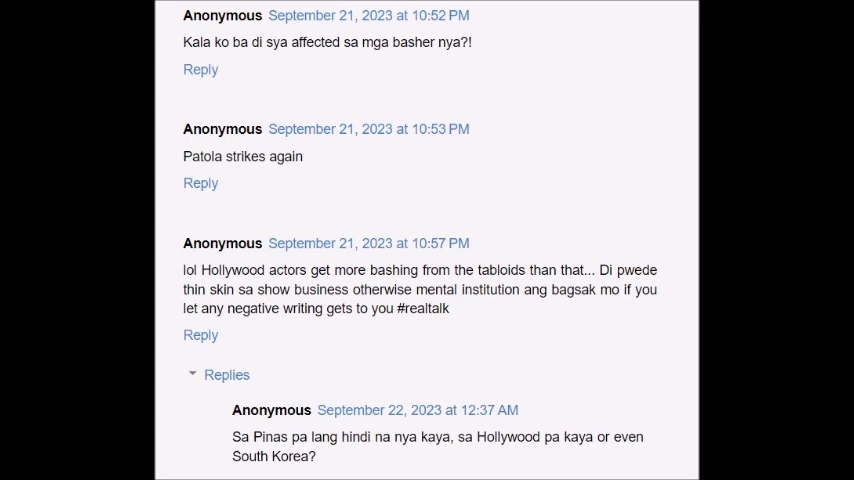 Anonymous September 21, 2023 at 10:52 PM
Kala ko ba di sya affected sa mga basher nya?!
Reply
Anonymous September 21, 2023 at 10:53 PM
Patola strikes again
Reply
Anonymous September 21, 2023 at 10:57 PM
lol Hollywood actors get more bashing from the tabloids than that... Di pwede
thin skin sa show business otherwise mental institution ang bagsak mo if you
let any negative writing gets to you #realtalk
Reply
Replies
Anonymous September 22, 2023 at 12:37 AM
Sa Pinas pa lang hindi na nya kaya, sa Hollywood pa kaya or even
South Korea?